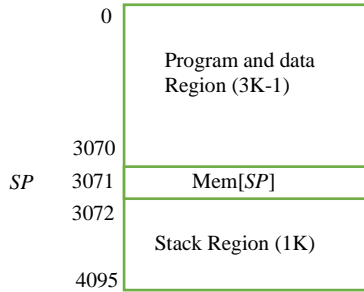 0
Program and data
Region (3K-1)
3070
SP 3071 Mem[SP]
3072
Stack Region (1K)
4095